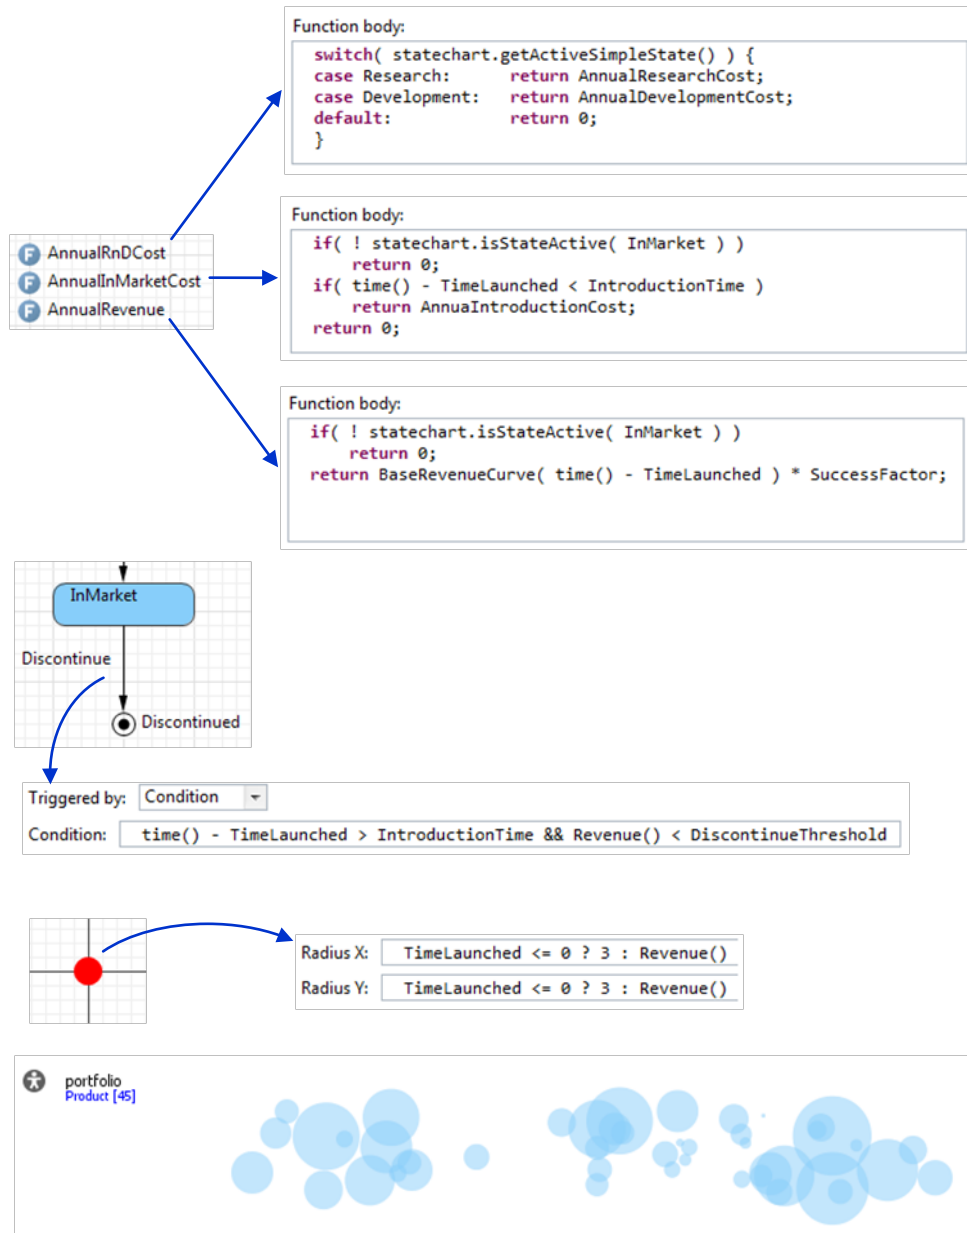 Function body:
switch( statechart.getActiveSimpleState() ) {
case Research: return AnnualResearchCost;
case Development: return AnnualDevelopmentCost;
default: return 0;
}
Function body:
if( ! statechart.isStateActive( InMarket ) )
return 0;
if( time() - TimeLaunched < IntroductionTime )
return AnnuaIntroductionCost;
return 0;
F AnnualRnDCost
F AnnualInMarketCost
F AnnualRevenue
Function body:
if( ! statechart.isStateActive( InMarket ) )
return 0;
return BaseRevenueCurve( time() - TimeLaunched ) * SuccessFactor;
InMarket
Discontinue
Discontinued
Triggered by: Condition
Condition: time() - TimeLaunched > IntroductionTime && Revenue() < DiscontinueThreshold
Radius X: TimeLaunched <= 0 ? 3 : Revenue()
Radius Y: TimeLaunched <= 0 ? 3 : Revenue()
portfolio
Product [45]